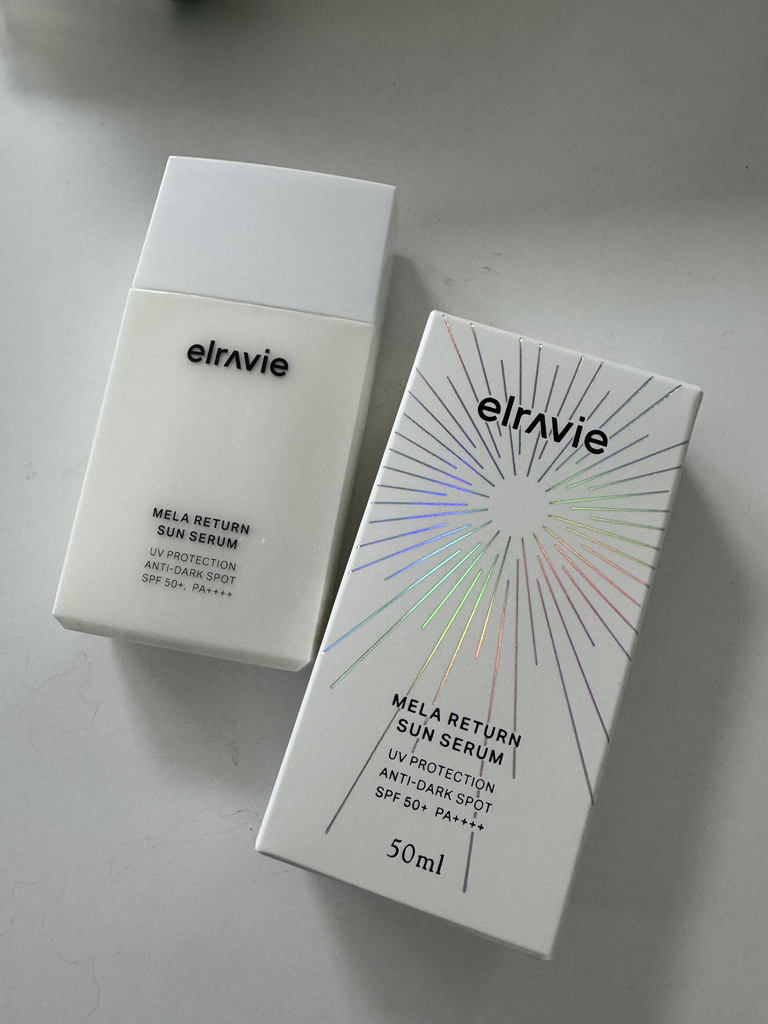 elravie
MELA RETURN
SUN SERUM
UV PROTECTION
ANTI-DARK SPOT
SPF 50+, PA++++
elravie
MELA RETURN
SUN SERUM
UV PROTECTION
ANTI-DARK SPOT
SPF 50+ PA++++
50ml